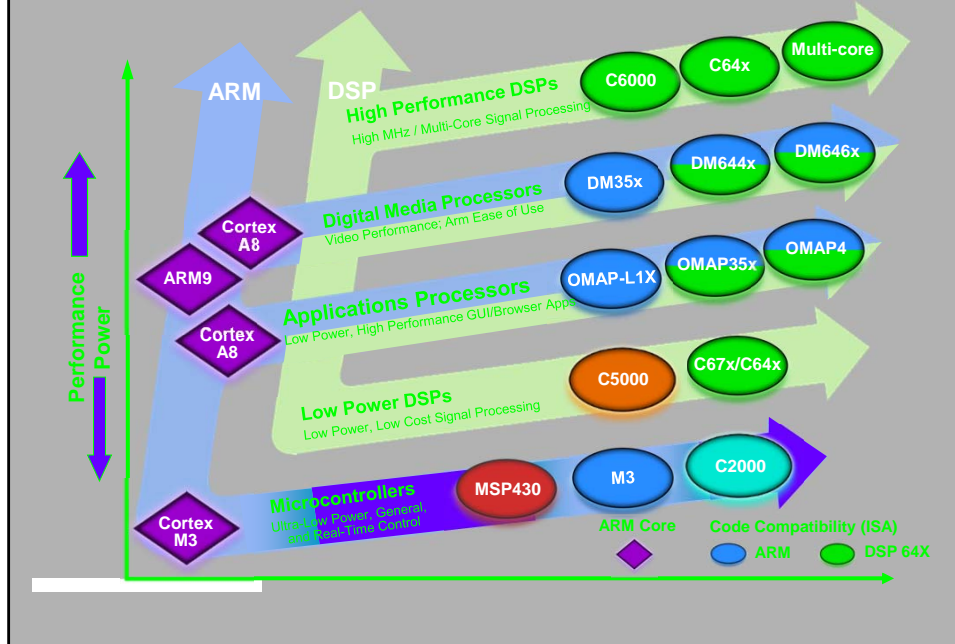 ARM
DSP
High Performance DSPs
High MHz / Multi-Core Signal Processing
C6000
C64x
Multi-core
Digital Media Processors
Video Performance; Arm Ease of Use
DM35x
DM644x
DM646x
Cortex
A8
ARM9
Cortex
A8
Applications Processors
Low Power, High Performance GUI/Browser Apps
OMAP-L1X
OMAP35x
OMAP4
Performance
Power
Low Power DSPs
Low Power, Low Cost Signal Processing
C5000
C67x/C64x
Microcontrollers
Ultra-Low Power, General,
and Real-Time Control
MSP430
M3
C2000
Cortex
M3
ARM Core
Code Compatibility (ISA)
ARM
DSP 64X